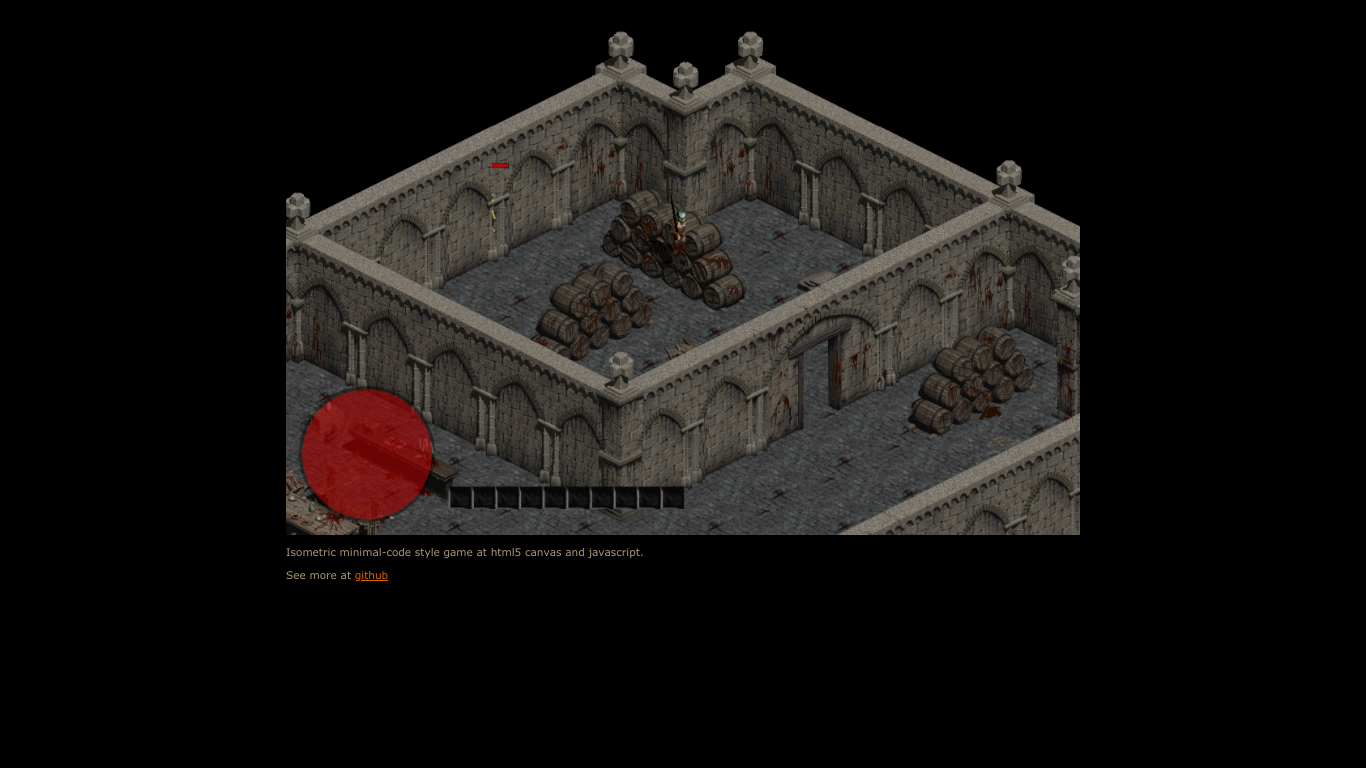 Isometric minimal-code style game at html5 canvas and javascript.
See more at github